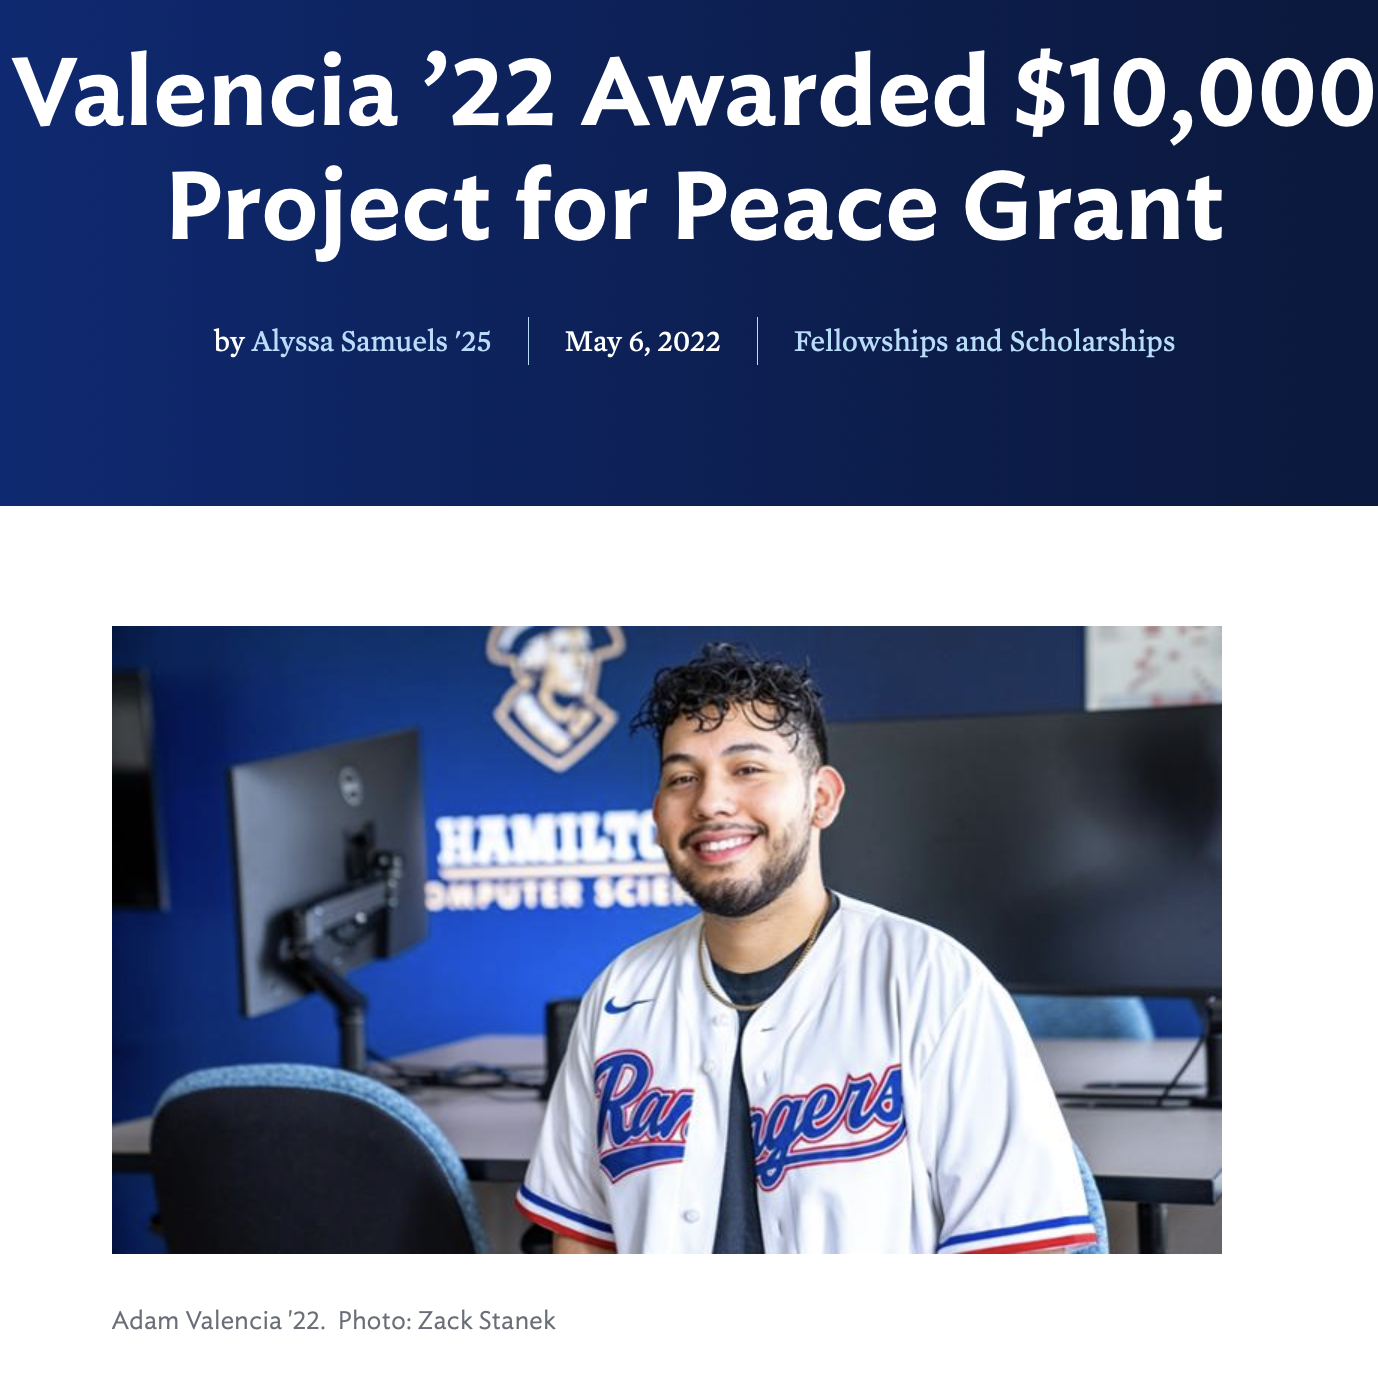 Valencia ’22 Awarded $10,000
Project for Peace Grant
by Alyssa Samuels ’25 May 6, 2022 Fellowships and Scholarships
HAMILTO
OMPUTER SCIEN
Ran gers
Adam Valencia '22. Photo: Zack Stanek